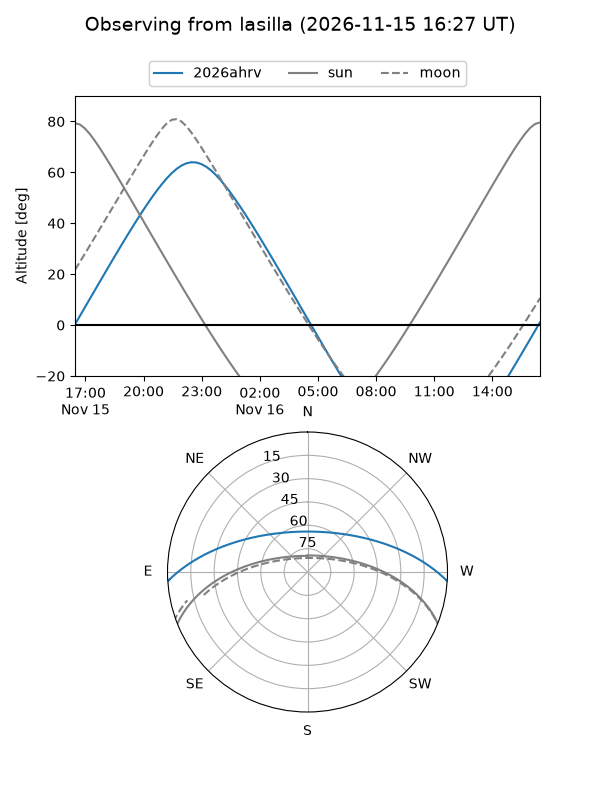 Observing from lasilla (2026-11-15 16:27 UT)
2026ahrv sun moon
Altitude [deg]
80
60
40
20
0
−20
17:00 20:00 23:00 02:00 05:00 08:00 11:00 14:00
Nov 15 Nov 16
N
NE NW
15
30
45
60
75
E W
SE SW
S